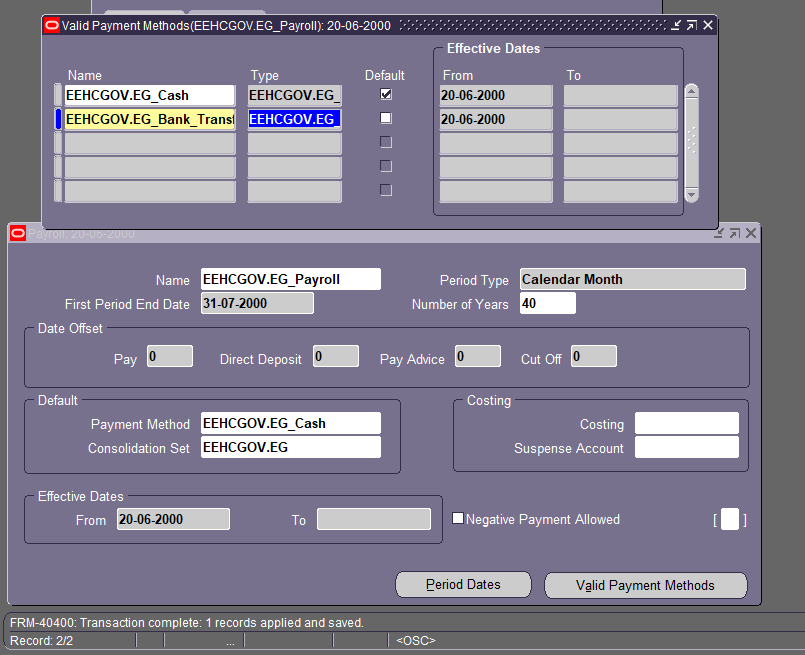 Valid Payment Methods(EEHCGOV.EG_Payroll): 20-06-2000
Effective Dates
Name Type Default From To
EEHCGOV.EG_Cash EEHCGOV.EG_ 20-06-2000
EEHCGOV.EG_Bank_Transf EEHCGOV.EG_ 20-06-2000
Payroll: 20-06-2000
Name EEHCGOV.EG_Payroll Period Type Calendar Month
First Period End Date 31-07-2000 Number of Years 40
Date Offset
Pay 0 Direct Deposit 0 Pay Advice 0 Cut Off 0
Default Costing
Payment Method EEHCGOV.EG_Cash Costing
Consolidation Set EEHCGOV.EG Suspense Account
Effective Dates
From 20-06-2000 To Negative Payment Allowed [ ]
Period Dates Valid Payment Methods
FRM-40400: Transaction complete: 1 records applied and saved.
Record: 2/2 ... <OSC>